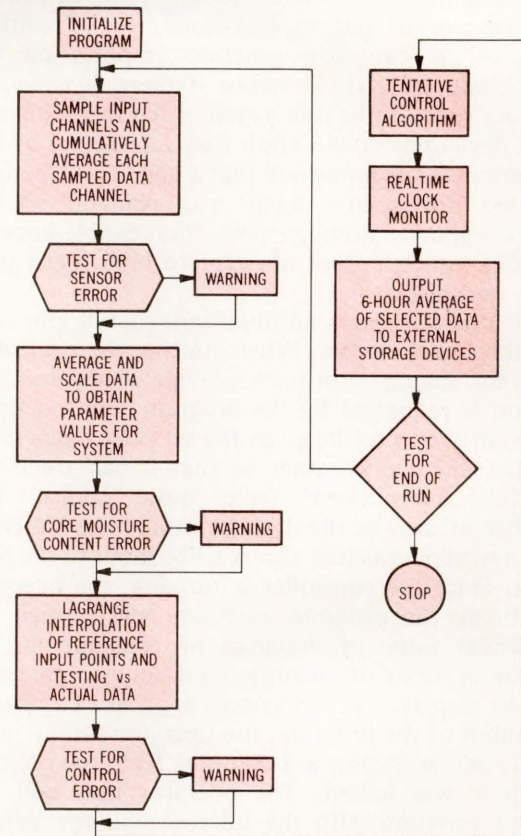 INITIALIZE
PROGRAM
SAMPLE INPUT
CHANNELS AND
CUMULATIVELY
AVERAGE EACH
SAMPLED DATA
CHANNEL
TEST FOR
SENSOR
ERROR
WARNING
AVERAGE AND
SCALE DATA
TO OBTAIN
PARAMETER
VALUES FOR
SYSTEM
TEST FOR
CORE MOISTURE
CONTENT ERROR
WARNING
LAGRANGE
INTERPOLATION
OF REFERENCE
INPUT POINTS AND
TESTING vs
ACTUAL DATA
TEST FOR
CONTROL
ERROR
WARNING
TENTATIVE
CONTROL
ALGORITHM
REALTIME
CLOCK
MONITOR
OUTPUT
6-HOUR AVERAGE
OF SELECTED DATA
TO EXTERNAL
STORAGE DEVICES
TEST
FOR
END OF
RUN
STOP